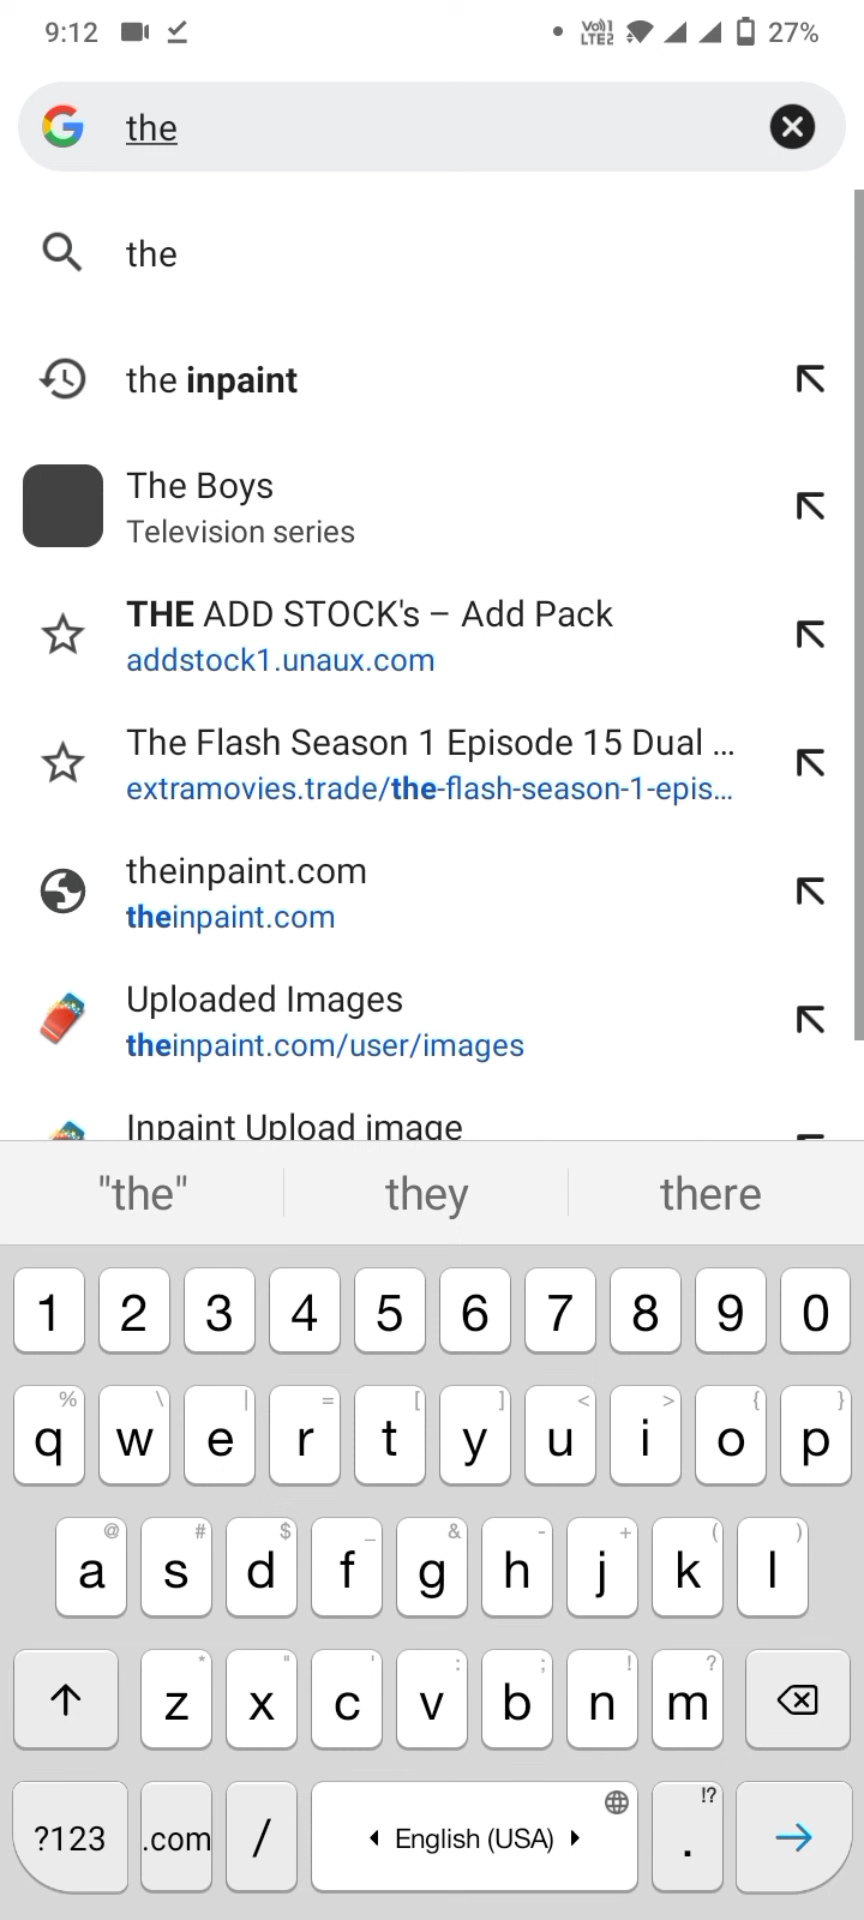 9:12 Vo)) 1 LTE2 27%
the
the
the inpaint
The Boys
Television series
THE ADD STOCK's – Add Pack
addstock1.unaux.com
The Flash Season 1 Episode 15 Dual ...
extramovies.trade/the-flash-season-1-epis...
theinpaint.com
theinpaint.com
Uploaded Images
theinpaint.com/user/images
Inpaint Upload image
"the" they there
1 2 3 4 5 6 7 8 9 0
% \ | = [ ] < > { }
q w e r t y u i o p
@ # $ _ & - + ( )
a s d f g h j k l
* " ' : ; ! ?
z x c v b n m
!?
?123 .com / English (USA) .